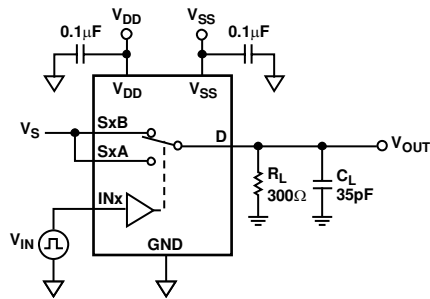 V_DD V_SS
0.1µF 0.1µF
V_DD V_SS
V_S SxB D V_OUT
SxA
R_L 300Ω C_L 35pF
INx
V_IN
GND